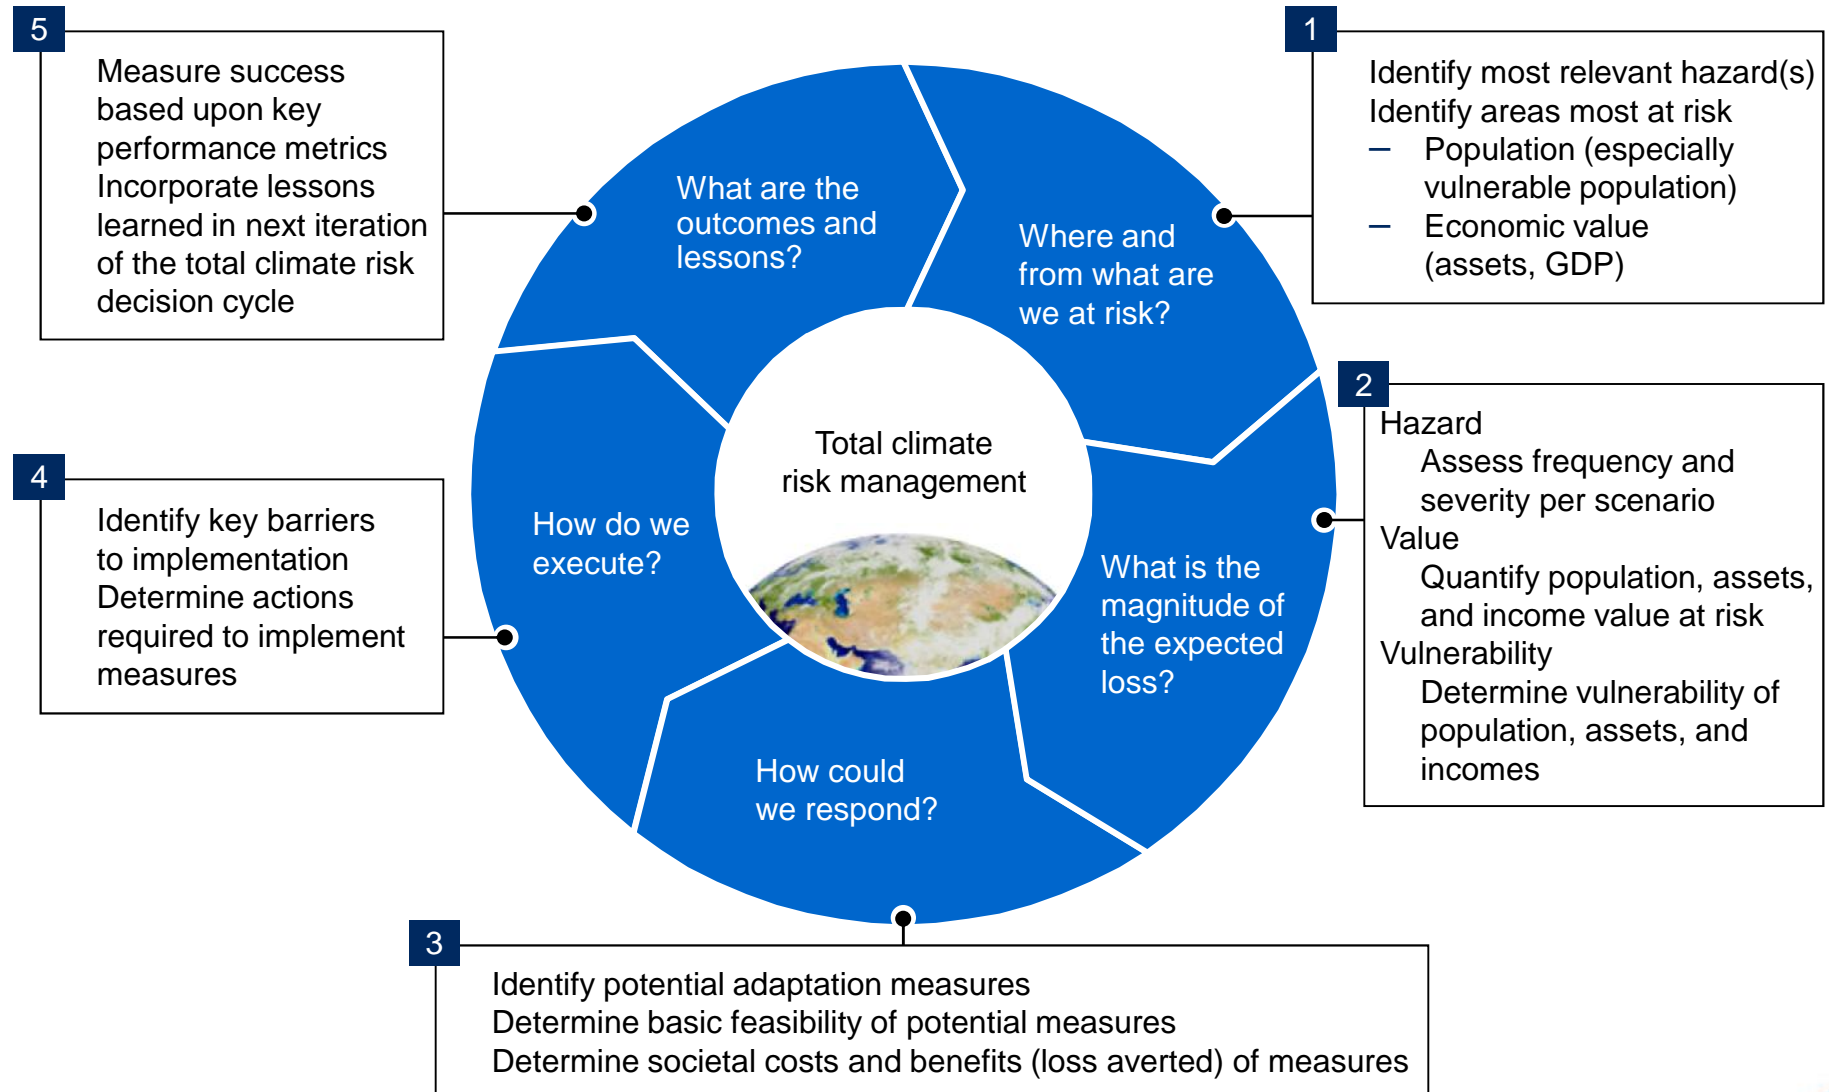 5
Measure success
based upon key
performance metrics
Incorporate lessons
learned in next iteration
of the total climate risk
decision cycle
1
Identify most relevant hazard(s)
Identify areas most at risk
– Population (especially
vulnerable population)
– Economic value
(assets, GDP)
What are the
outcomes and
lessons?
Where and
from what are
we at risk?
2
Hazard
Assess frequency and
severity per scenario
Value
Quantify population, assets,
and income value at risk
Vulnerability
Determine vulnerability of
population, assets, and
incomes
Total climate
risk management
4
Identify key barriers
to implementation
Determine actions
required to implement
measures
How do we
execute?
What is the
magnitude of
the expected
loss?
How could
we respond?
3
Identify potential adaptation measures
Determine basic feasibility of potential measures
Determine societal costs and benefits (loss averted) of measures